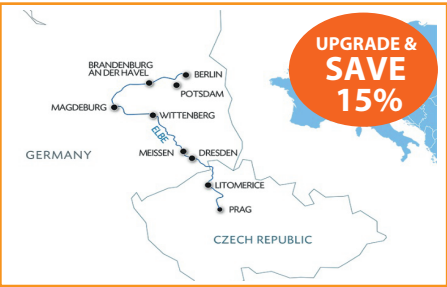 UPGRADE &
SAVE
15%
BRANDENBURG
AN DER HAVEL
BERLIN
POTSDAM
MAGDEBURG
WITTENBERG
ELBE
GERMANY
MEISSEN
DRESDEN
LITOMERICE
PRAG
CZECH REPUBLIC